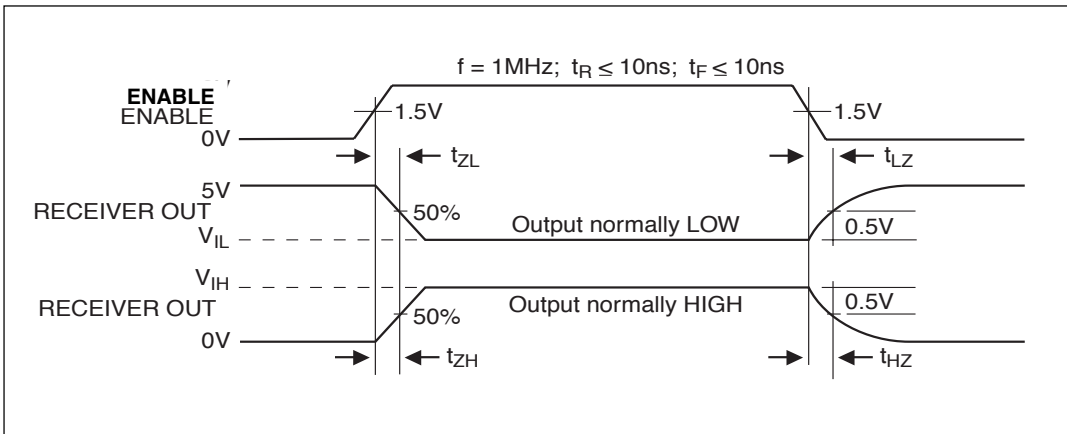 f = 1MHz; tR ≤ 10ns; tF ≤ 10ns
ENABLE
ENABLE
1.5V
1.5V
0V
tZL
tLZ
5V
RECEIVER OUT
50%
Output normally LOW
0.5V
VIL
VIH
RECEIVER OUT
50%
Output normally HIGH
0.5V
0V
tZH
tHZ